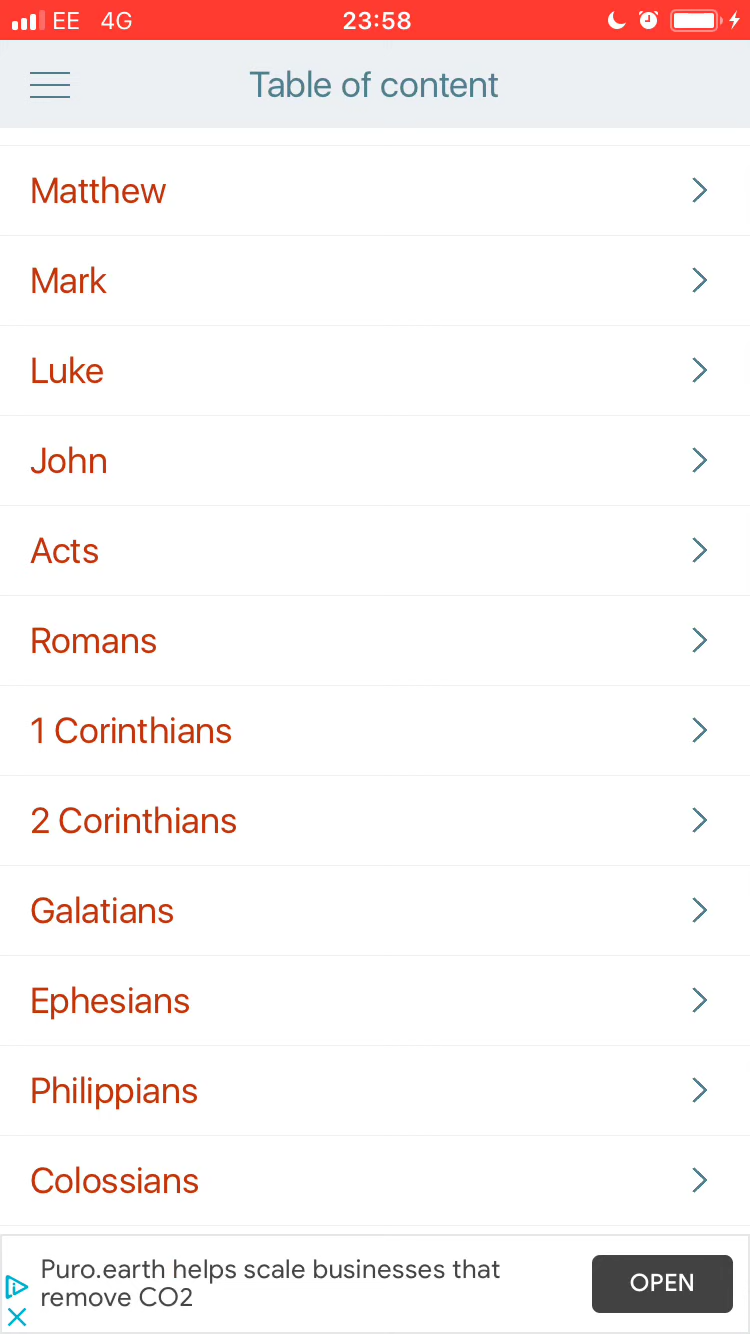 EE 4G 23:58
Table of content
Matthew
Mark
Luke
John
Acts
Romans
1 Corinthians
2 Corinthians
Galatians
Ephesians
Philippians
Colossians
Puro.earth helps scale businesses that
remove CO2
OPEN